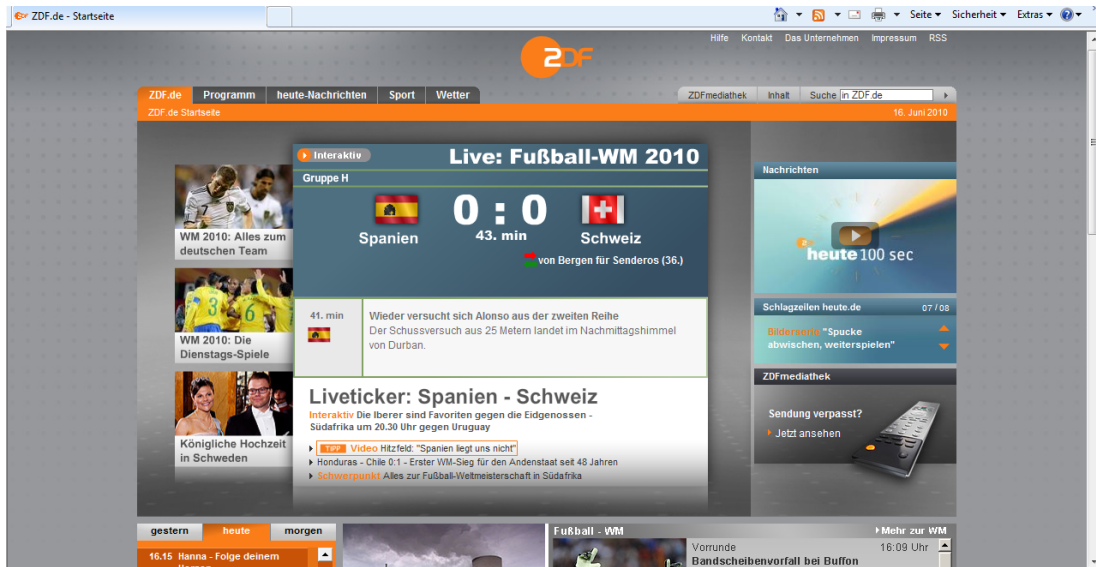 ZDF.de - Startseite
Seite
Sicherheit
Extras
Hilfe Kontakt Das Unternehmen Impressum RSS
ZDF
ZDF.de Programm heute-Nachrichten Sport Wetter
ZDFmediathek Inhalt Suche in ZDF.de
ZDF.de Startseite
16. Juni 2010
WM 2010: Alles zum
deutschen Team
WM 2010: Die
Dienstags-Spiele
Königliche Hochzeit
in Schweden
Interaktiv
Live: Fußball-WM 2010
Gruppe H
0 : 0
Spanien
43. min
Schweiz
von Bergen für Senderos (36.)
41. min
Wieder versucht sich Alonso aus der zweiten Reihe
Der Schussversuch aus 25 Metern landet im Nachmittagshimmel
von Durban.
Liveticker: Spanien - Schweiz
Interaktiv Die Iberer sind Favoriten gegen die Eidgenossen -
Südafrika um 20.30 Uhr gegen Uruguay
TIPP Video Hitzfeld: "Spanien liegt uns nicht"
Honduras - Chile 0:1 - Erster WM-Sieg für den Andenstaat seit 48 Jahren
Schwerpunkt Alles zur Fußball-Weltmeisterschaft in Südafrika
Nachrichten
heute 100 sec
Schlagzeilen heute.de
07 / 08
Bilderserie "Spucke
abwischen, weiterspielen"
ZDFmediathek
Sendung verpasst?
Jetzt ansehen
gestern heute morgen
16.15 Hanna - Folge deinem
Fußball - WM
Mehr zur WM
Vorrunde
16:09 Uhr
Bandscheibenvorfall bei Buffon